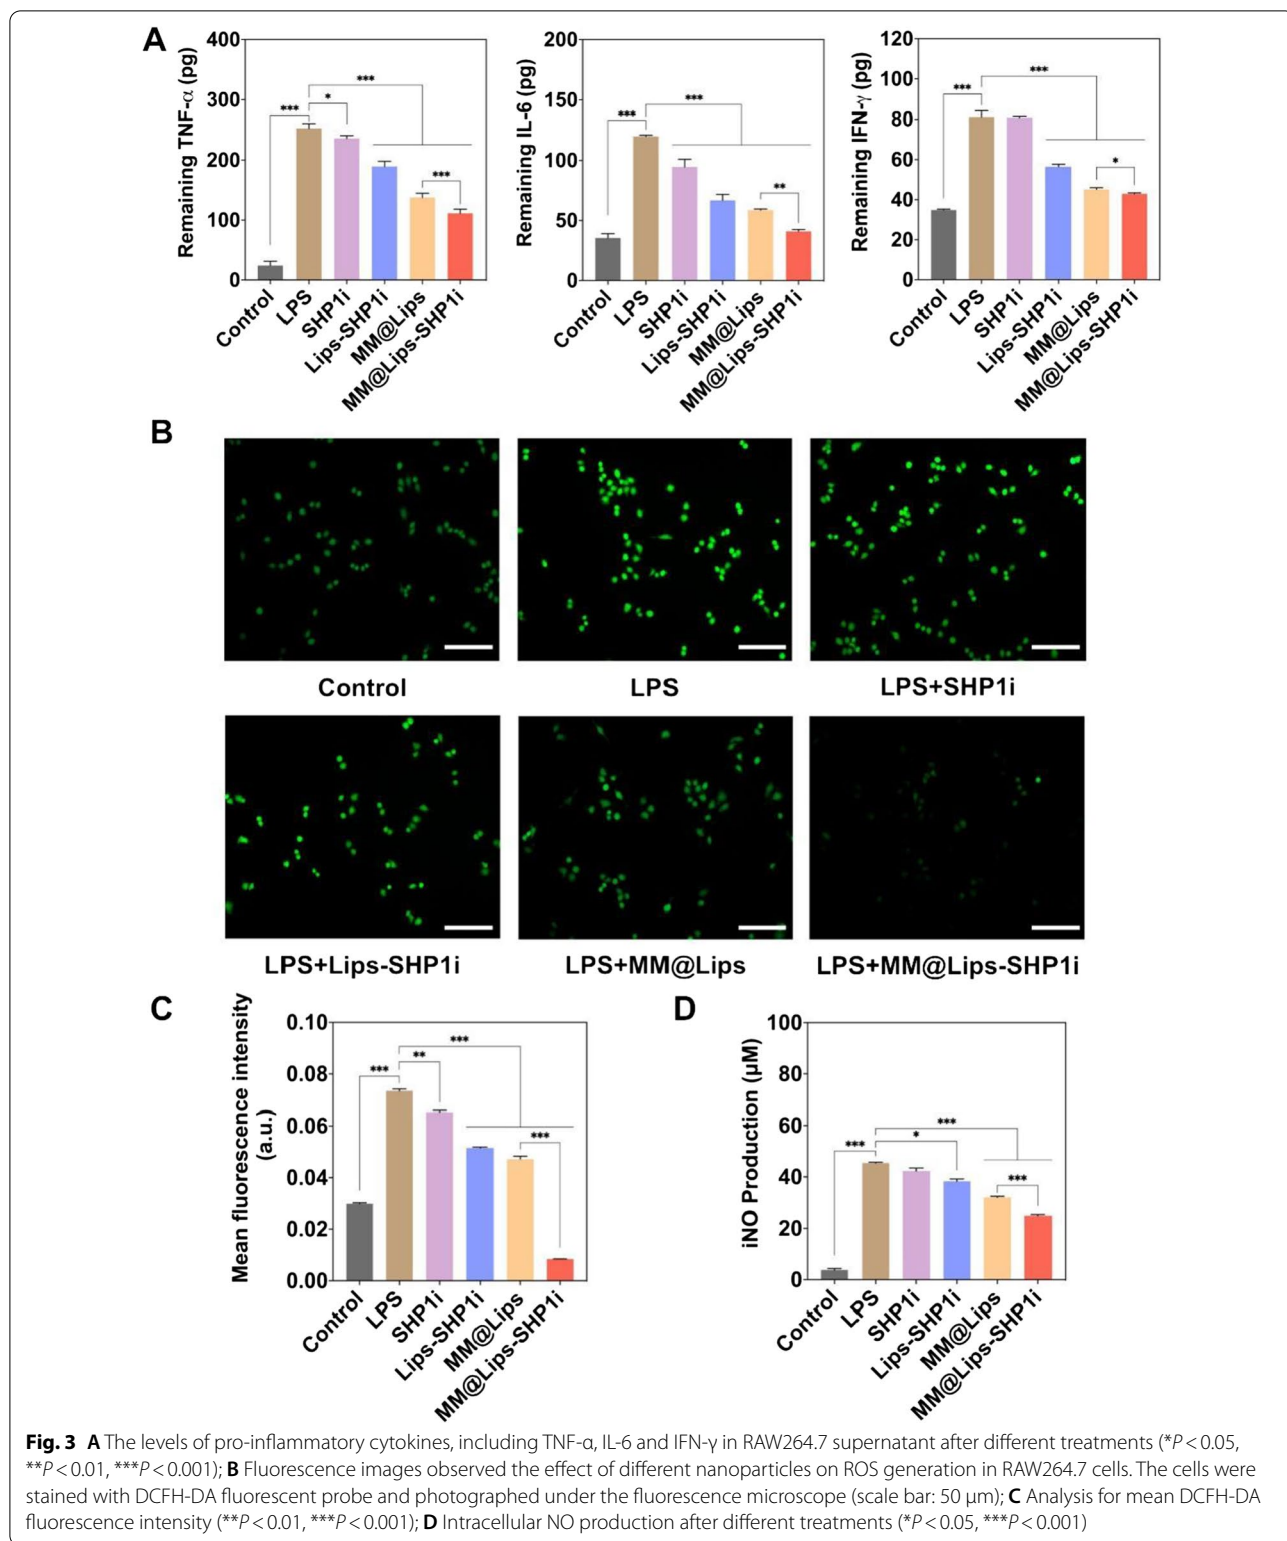 A
400
300
200
100
0
Remaining TNF-α (pg)
***
*
***
***
Control
LPS
SHP1i
Lips-SHP1i
MM@Lips
MM@Lips-SHP1i
200
150
100
50
0
Remaining IL-6 (pg)
***
***
**
Control
LPS
SHP1i
Lips-SHP1i
MM@Lips
MM@Lips-SHP1i
120
100
80
60
40
20
0
Remaining IFN-γ (pg)
***
***
*
Control
LPS
SHP1i
Lips-SHP1i
MM@Lips
MM@Lips-SHP1i
B
Control
LPS
LPS+SHP1i
LPS+Lips-SHP1i
LPS+MM@Lips
LPS+MM@Lips-SHP1i
C
0.10
0.08
0.06
0.04
0.02
0.00
Mean fluorescence intensity
(a.u.)
***
**
***
***
Control
LPS
SHP1i
Lips-SHP1i
MM@Lips
MM@Lips-SHP1i
D
100
80
60
40
20
0
iNO Production (μM)
***
*
***
***
Control
LPS
SHP1i
Lips-SHP1i
MM@Lips
MM@Lips-SHP1i
Fig. 3 A The levels of pro-inflammatory cytokines, including TNF-α, IL-6 and IFN-γ in RAW264.7 supernatant after different treatments (*P < 0.05,
**P < 0.01, ***P < 0.001); B Fluorescence images observed the effect of different nanoparticles on ROS generation in RAW264.7 cells. The cells were
stained with DCFH-DA fluorescent probe and photographed under the fluorescence microscope (scale bar: 50 μm); C Analysis for mean DCFH-DA
fluorescence intensity (**P < 0.01, ***P < 0.001); D Intracellular NO production after different treatments (*P < 0.05, ***P < 0.001)